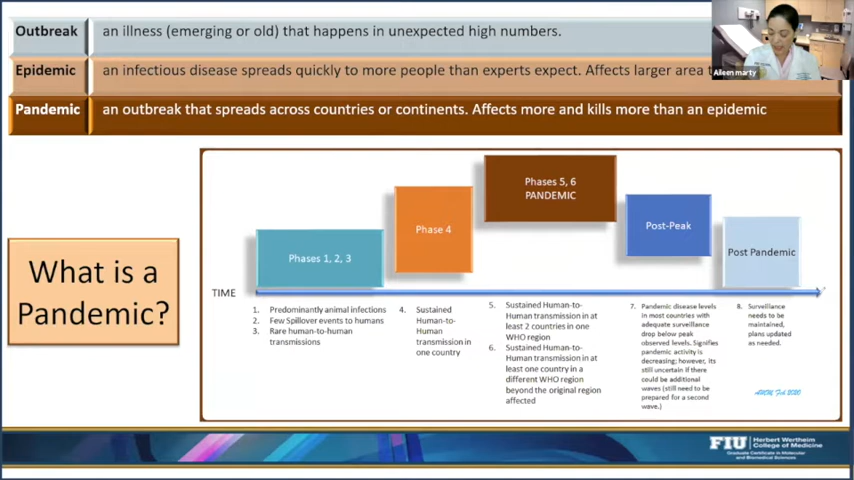 Outbreak
an illness (emerging or old) that happens in unexpected high numbers.
Epidemic
an infectious disease spreads quickly to more people than experts expect. Affects larger area
Pandemic
an outbreak that spreads across countries or continents. Affects more and kills more than an epidemic
Aileen marty
What is a
Pandemic?
Phases 1, 2, 3
Phase 4
Phases 5, 6
PANDEMIC
Post-Peak
Post Pandemic
TIME
1. Predominantly animal infections
2. Few Spillover events to humans
3. Rare human-to-human
transmissions
4. Sustained
Human-to-
Human
transmission in
one country
5. Sustained Human-to-
Human transmission in at
least 2 countries in one
WHO region
6. Sustained Human-to-
Human transmission in at
least one country in a
different WHO region
beyond the original region
affected
7. Pandemic disease levels
in most countries with
adequate surveillance
drop below peak
observed levels. Signifies
pandemic activity is
decreasing; however, its
still uncertain if there
could be additional
waves (still need to be
prepared for a second
wave.)
8. Surveillance
needs to be
maintained,
plans updated
as needed.
Feb 2020
FIU
Herbert Wertheim
College of Medicine
Graduate Certificate in Molecular
and Biomedical Sciences